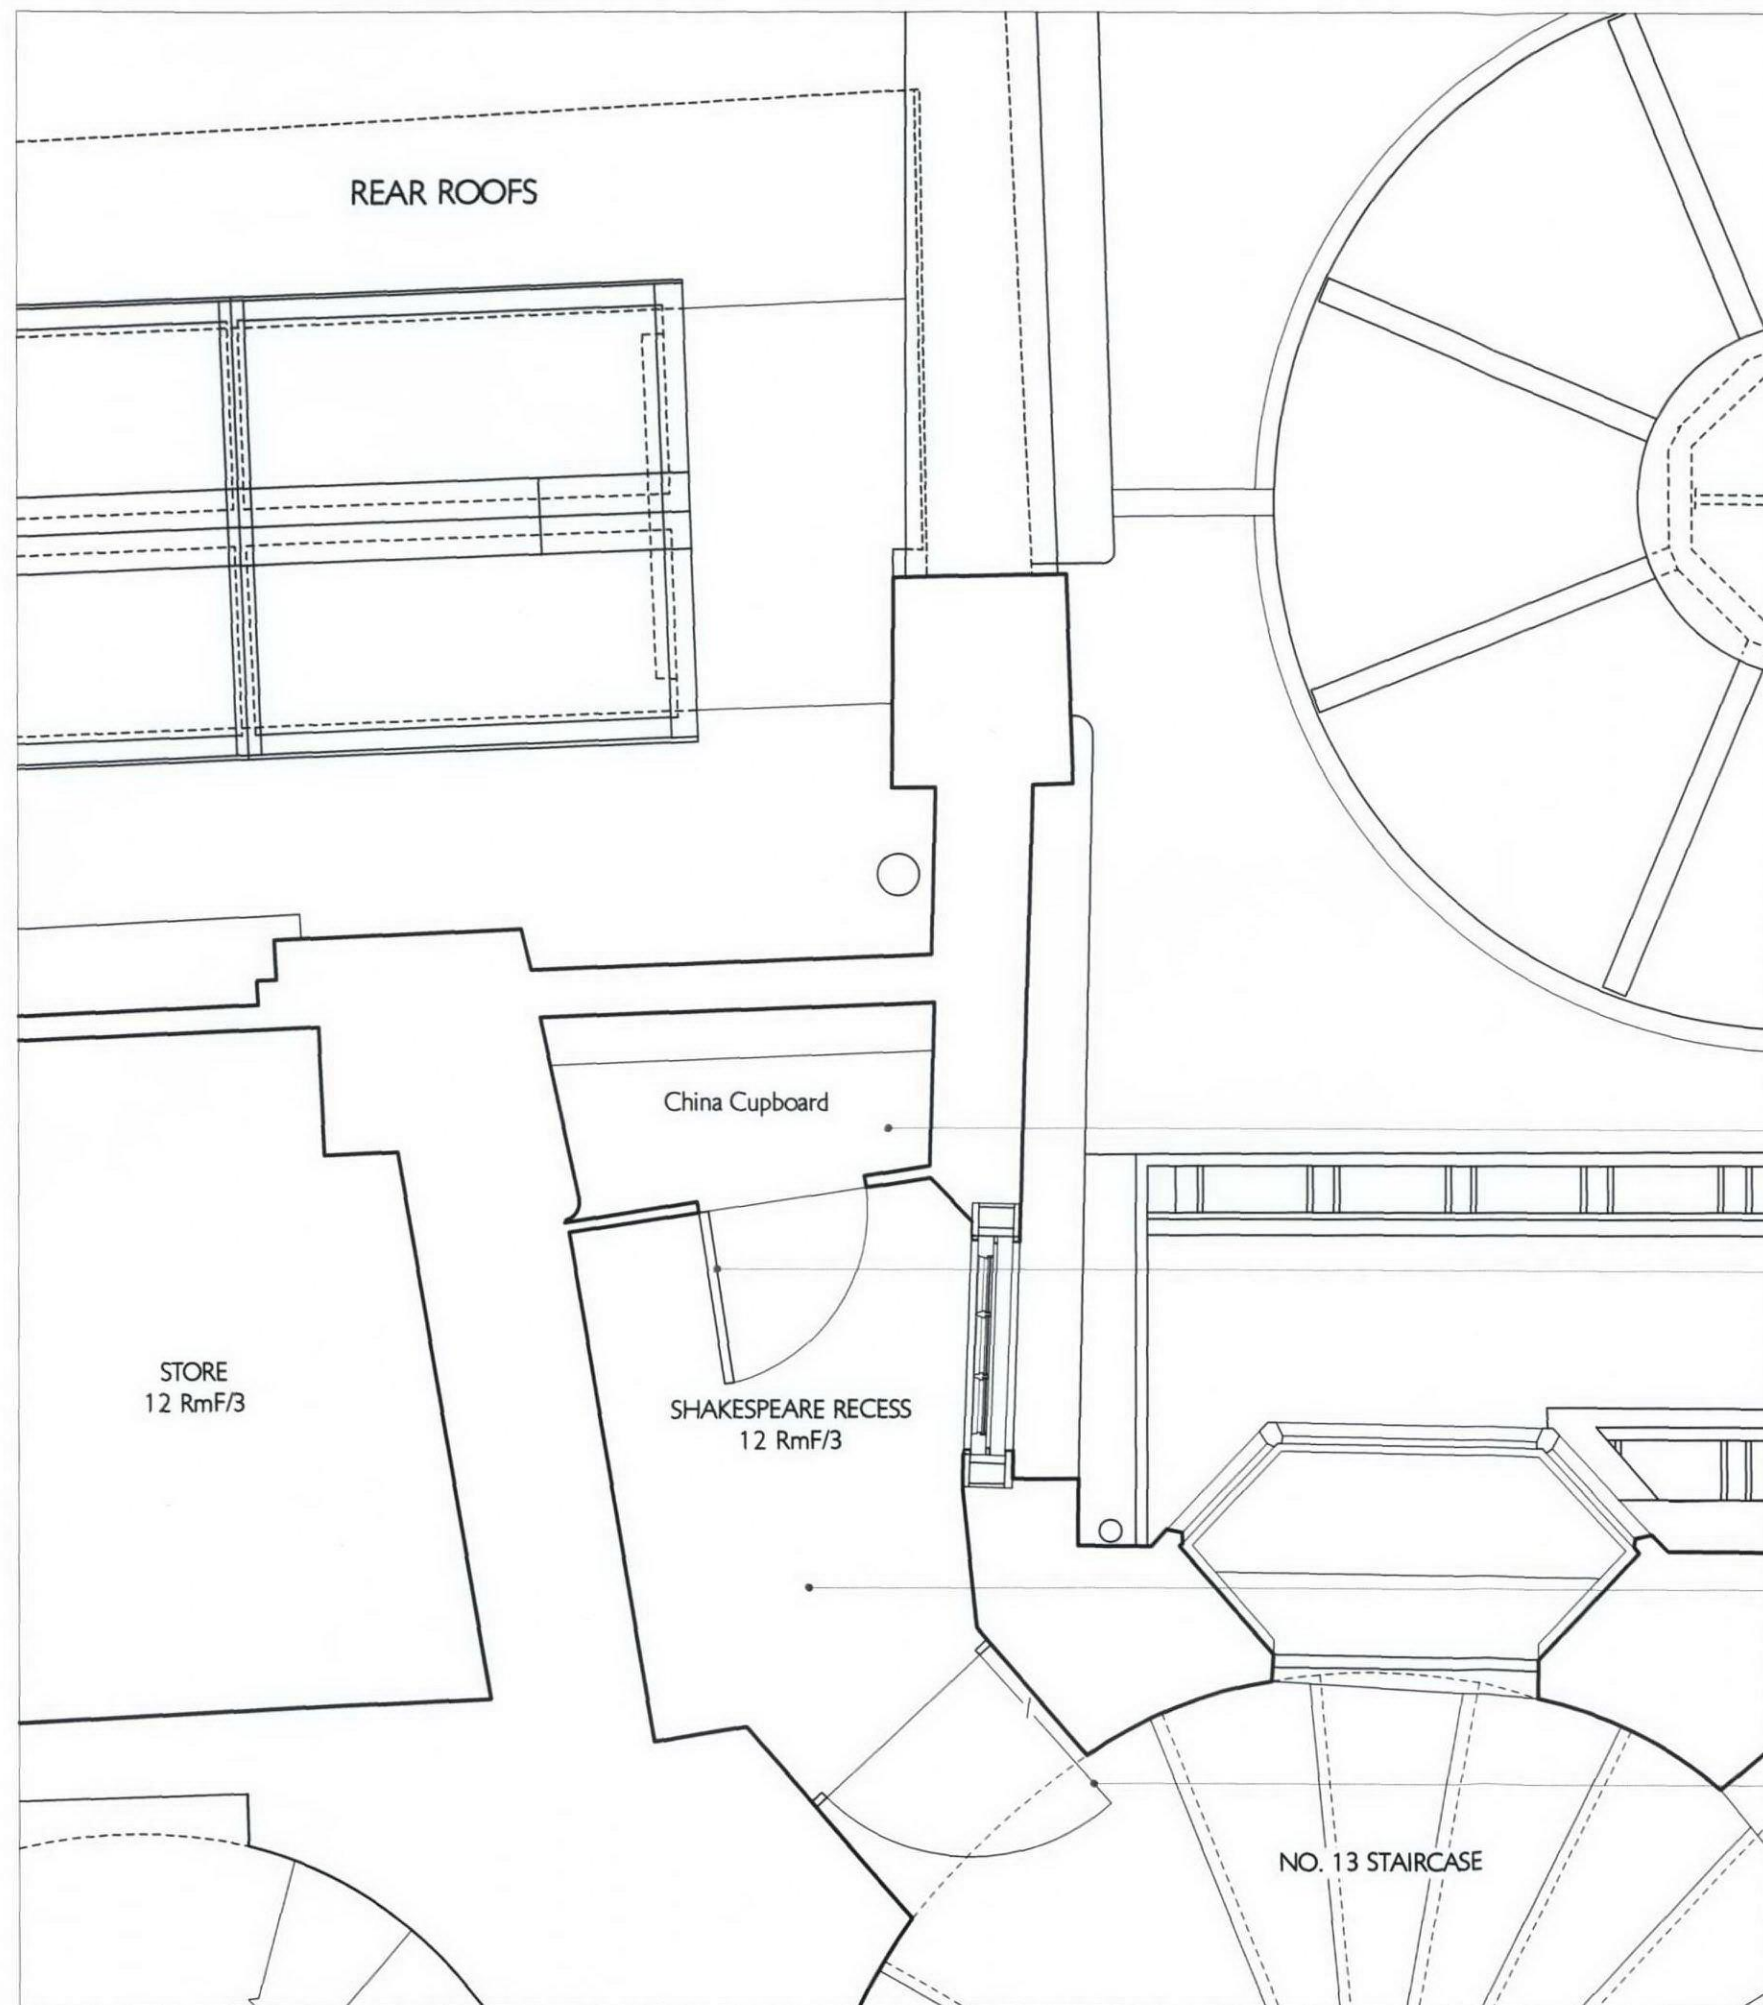 REAR ROOFS
China Cupboard
STORE
12 RmF/3
SHAKESPEARE RECESS
12 RmF/3
NO. 13 STAIRCASE